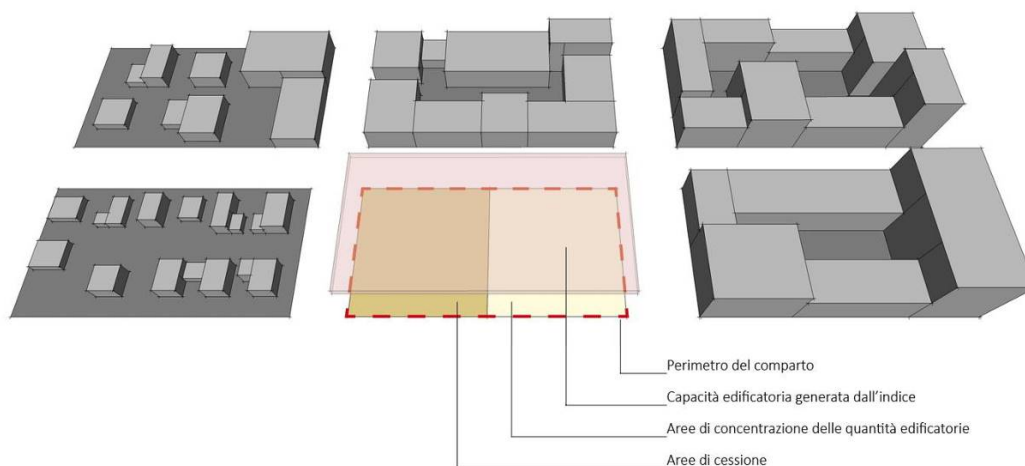 Perimetro del comparto
Capacità edificatoria generata dall'indice
Aree di concentrazione delle quantità edificatorie
Aree di cessione